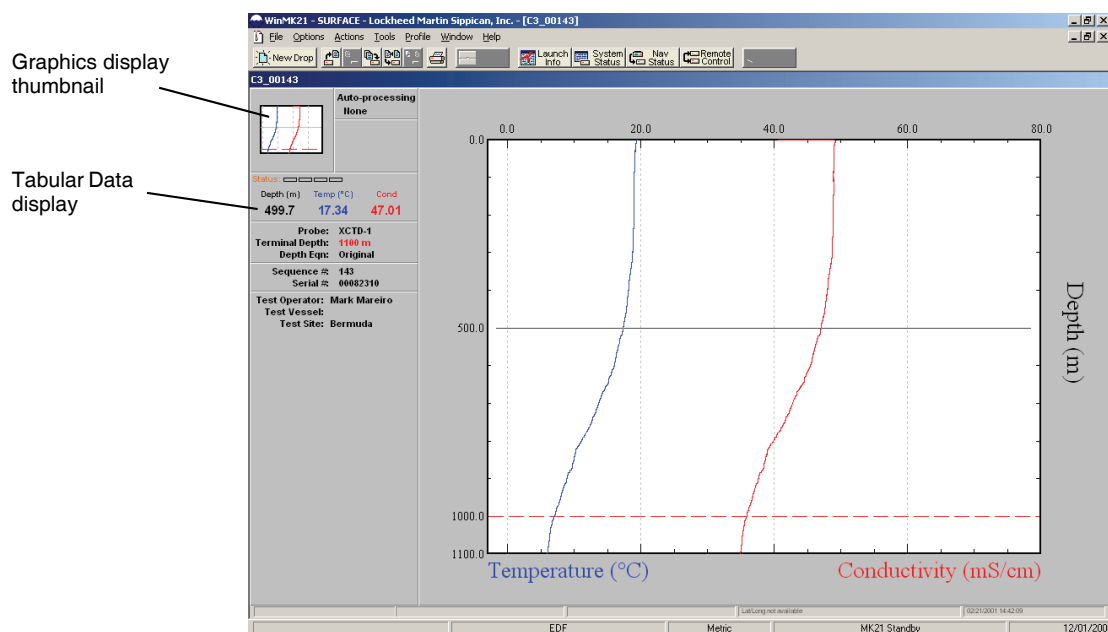 WinMK21 - SURFACE - Lockheed Martin Sippican, Inc. - [C3_00143]
File Options Actions Tools Profile Window Help
New Drop
Launch Info
System Status
Nav Status
Remote Control
C3_00143
Graphics display
thumbnail
Auto-processing
None
Status:
Tabular Data
display
Depth (m) Temp (°C) Cond
499.7 17.34 47.01
Probe: XCTD-1
Terminal Depth: 1100 m
Depth Eqn: Original
Sequence #: 143
Serial #: 00082310
Test Operator: Mark Mareiro
Test Vessel:
Test Site: Bermuda
0.0 20.0 40.0 60.0 80.0
0.0
500.0
1000.0
1100.0
Depth (m)
Temperature (°C) Conductivity (mS/cm)
Lat/Long not available 02/21/2001 14:42:09
EDF Metric MK21 Standby 12/01/200